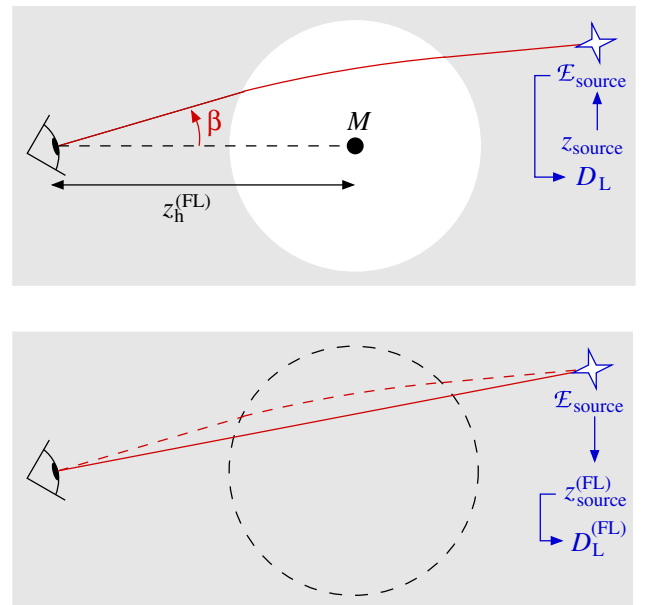 ℰ_source
M
β
z_source
D_L
z_h^(FL)
ℰ_source
z_source^(FL)
D_L^(FL)